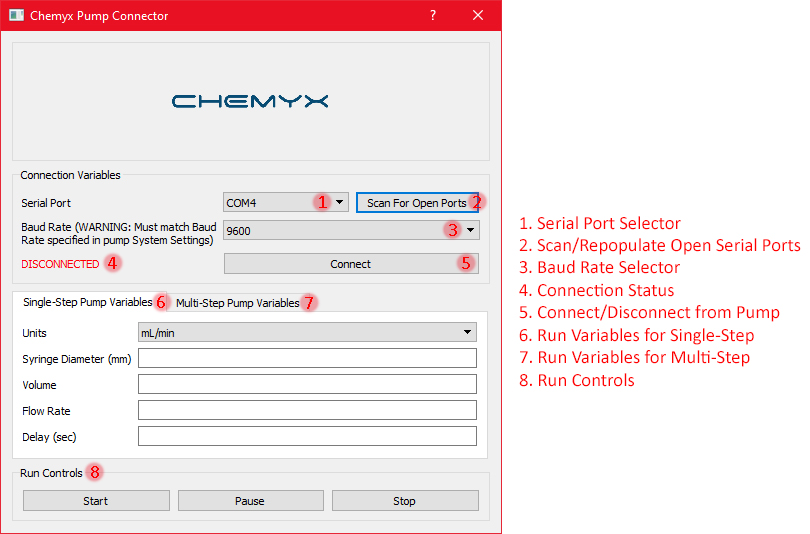 Chemyx Pump Connector
?
CHEMYX
Connection Variables
Serial Port
COM4
1
Scan For Open Ports
2
Baud Rate (WARNING: Must match Baud
Rate specified in pump System Settings)
9600
3
DISCONNECTED
4
Connect
5
Single-Step Pump Variables
6
Multi-Step Pump Variables
7
Units
mL/min
Syringe Diameter (mm)
Volume
Flow Rate
Delay (sec)
Run Controls
8
Start
Pause
Stop
1. Serial Port Selector
2. Scan/Repopulate Open Serial Ports
3. Baud Rate Selector
4. Connection Status
5. Connect/Disconnect from Pump
6. Run Variables for Single-Step
7. Run Variables for Multi-Step
8. Run Controls